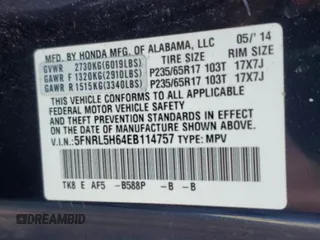 MFD. BY HONDA MFG. OF ALABAMA, LLC 05/'14
GVWR 2730KG(6019LBS) TIRE SIZE RIM SIZE
GAWR F 1320KG(2910LBS) P235/65R17 103T 17X7J
GAWR R 1515KG(3340LBS) P235/65R17 103T 17X7J
THIS VEHICLE CONFORMS TO ALL APPLICABLE FEDERAL MOTOR
VEHICLE SAFETY AND THEFT PREVENTION STANDARDS IN EFFECT
ON THE DATE OF MANUFACTURE SHOWN ABOVE.
V.I.N.: 5FNRL5H64EB114757 TYPE: MPV
TK8 E AF5 -B588P -B -B
DREAMBID